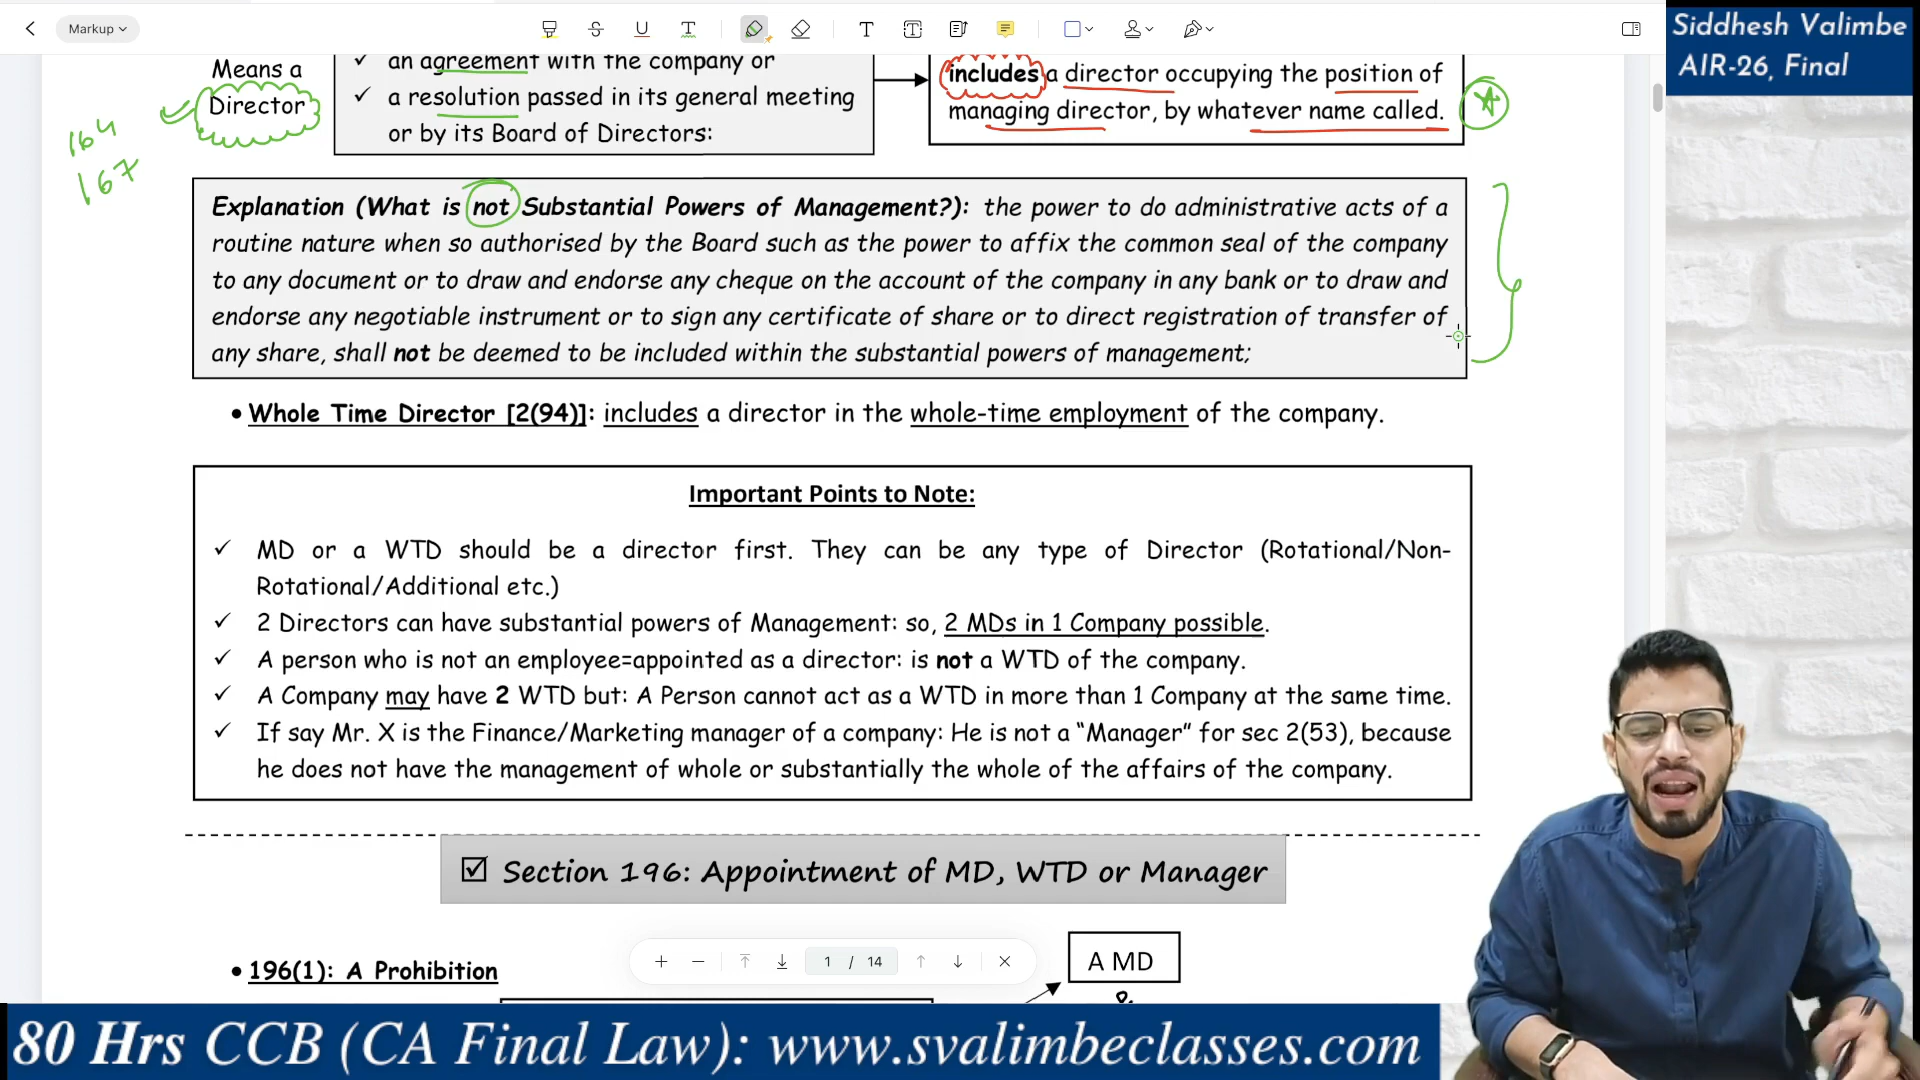 Markup
Siddhesh Valimbe
AIR-26, Final
Means a
Director
164
167
✓ an agreement with the company or
✓ a resolution passed in its general meeting
or by its Board of Directors:
includes a director occupying the position of
managing director, by whatever name called.
Explanation (What is not Substantial Powers of Management?): the power to do administrative acts of a
routine nature when so authorised by the Board such as the power to affix the common seal of the company
to any document or to draw and endorse any cheque on the account of the company in any bank or to draw and
endorse any negotiable instrument or to sign any certificate of share or to direct registration of transfer of
any share, shall not be deemed to be included within the substantial powers of management;
• Whole Time Director [2(94)]: includes a director in the whole-time employment of the company.
Important Points to Note:
✓ MD or a WTD should be a director first. They can be any type of Director (Rotational/Non-
Rotational/Additional etc.)
✓ 2 Directors can have substantial powers of Management: so, 2 MDs in 1 Company possible.
✓ A person who is not an employee=appointed as a director: is not a WTD of the company.
✓ A Company may have 2 WTD but: A Person cannot act as a WTD in more than 1 Company at the same time.
✓ If say Mr. X is the Finance/Marketing manager of a company: He is not a “Manager” for sec 2(53), because
he does not have the management of whole or substantially the whole of the affairs of the company.
☑ Section 196: Appointment of MD, WTD or Manager
• 196(1): A Prohibition
1 / 14
A MD
&
80 Hrs CCB (CA Final Law): www.svalimbeclasses.com